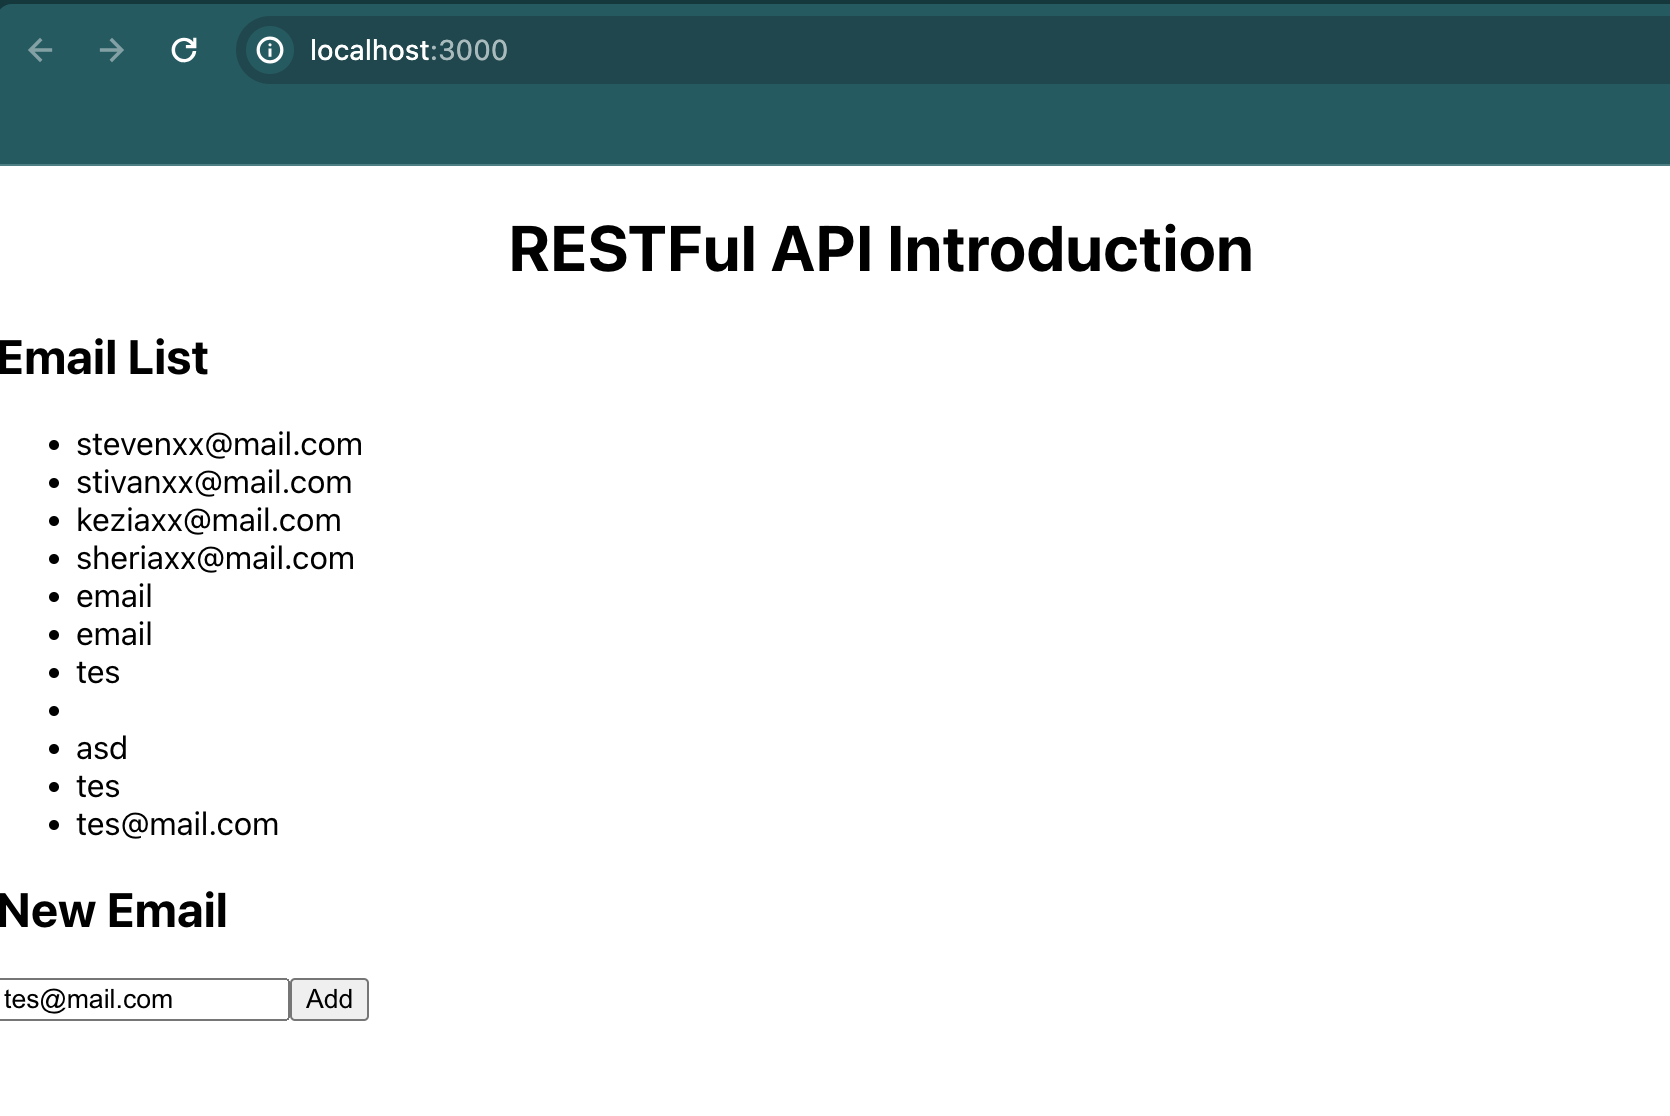 localhost:3000
RESTFul API Introduction
Email List
stevenxx@mail.com
stivanxx@mail.com
keziaxx@mail.com
sheriaxx@mail.com
email
email
tes
asd
tes
tes@mail.com
New Email
tes@mail.com Add